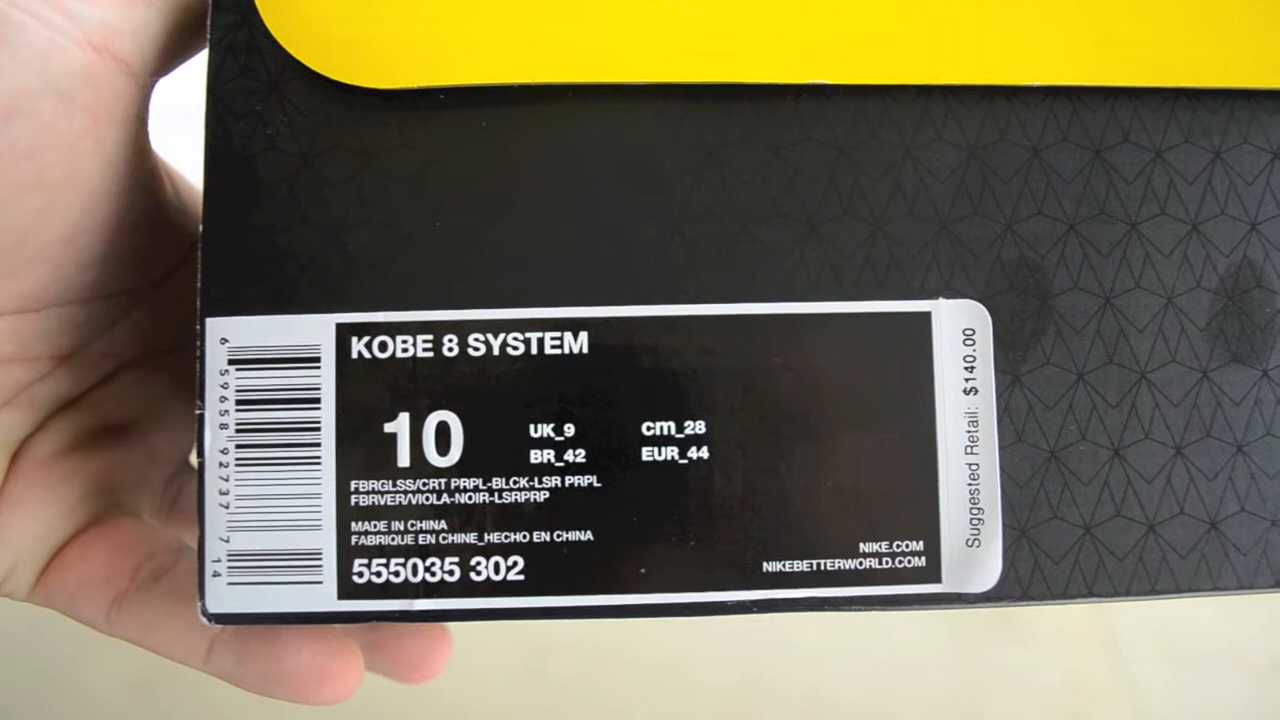 KOBE 8 SYSTEM
10
UK_9
cm_28
BR_42
EUR_44
FBRGLSS/CRT PRPL-BLCK-LSR PRPL
FBRVER/VIOLA-NOIR-LSRPRP
MADE IN CHINA
FABRIQUE EN CHINE_HECHO EN CHINA
555035 302
NIKE.COM
NIKEBETTERWORLD.COM
Suggested Retail: $140.00
6 59658 92737 7 14